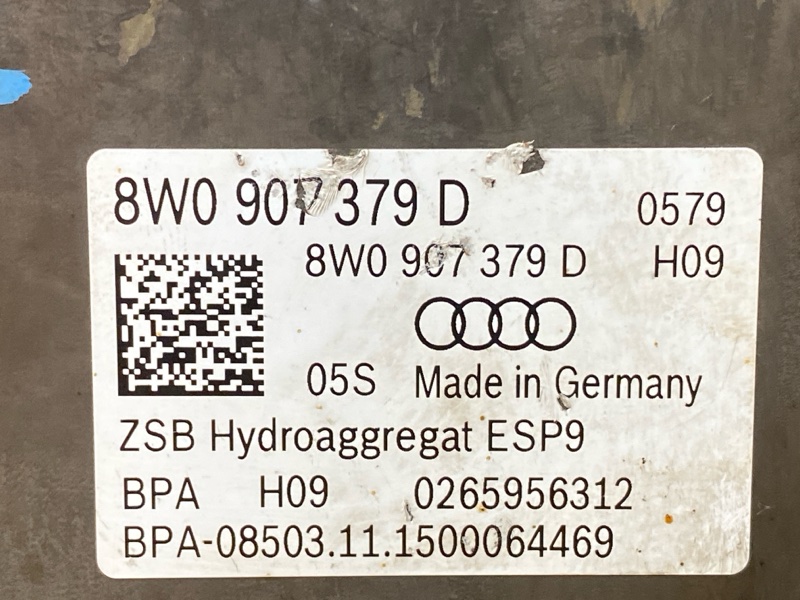 8W0 907 379 D 0579
8W0 907 379 D H09
05S Made in Germany
ZSB Hydroaggregat ESP9
BPA H09 0265956312
BPA-08503.11.1500064469